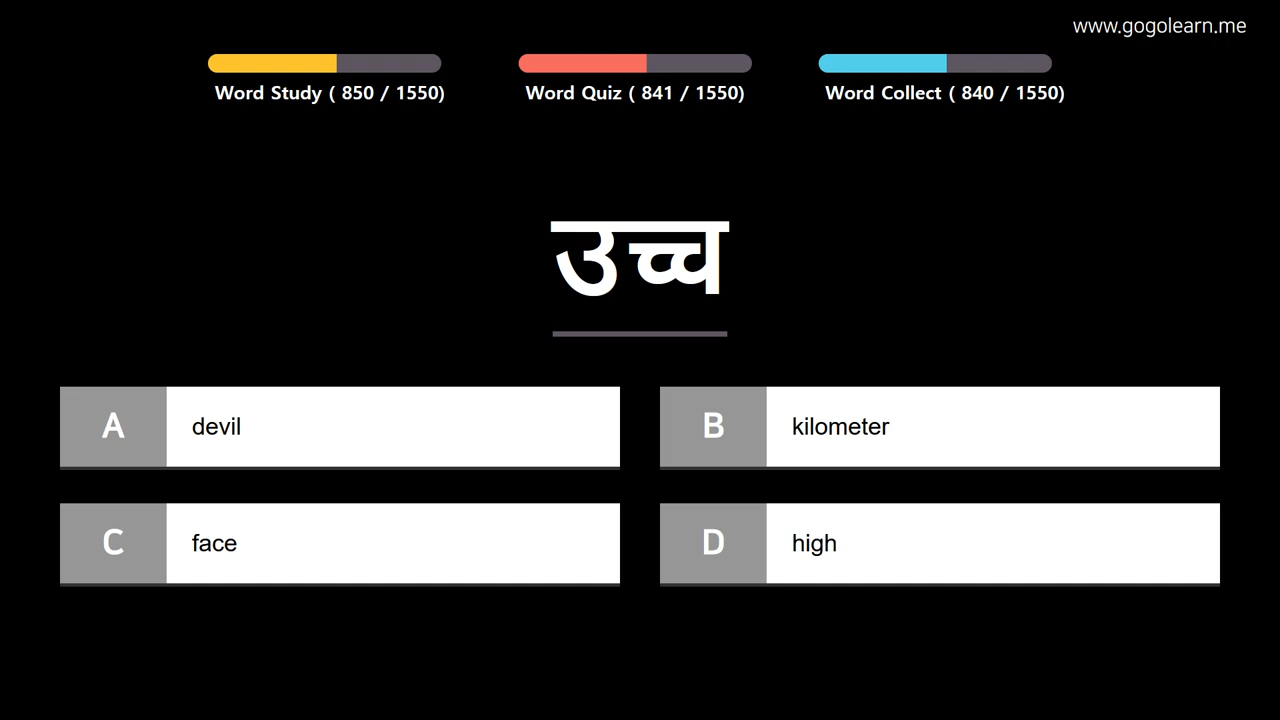 www.gogolearn.me
Word Study ( 850 / 1550)
Word Quiz ( 841 / 1550)
Word Collect ( 840 / 1550)
उच्च
A devil
B kilometer
C face
D high